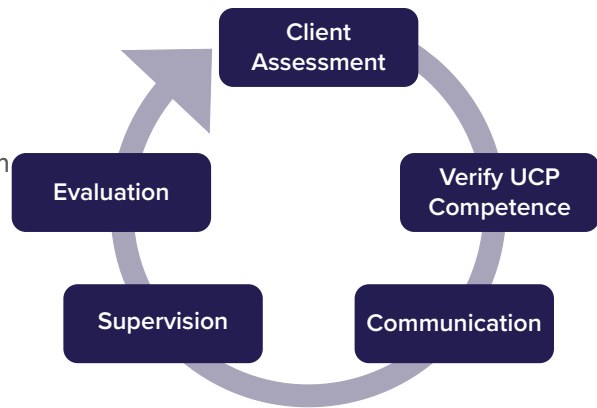 Client
Assessment
Verify UCP
Competence
Communication
Supervision
Evaluation